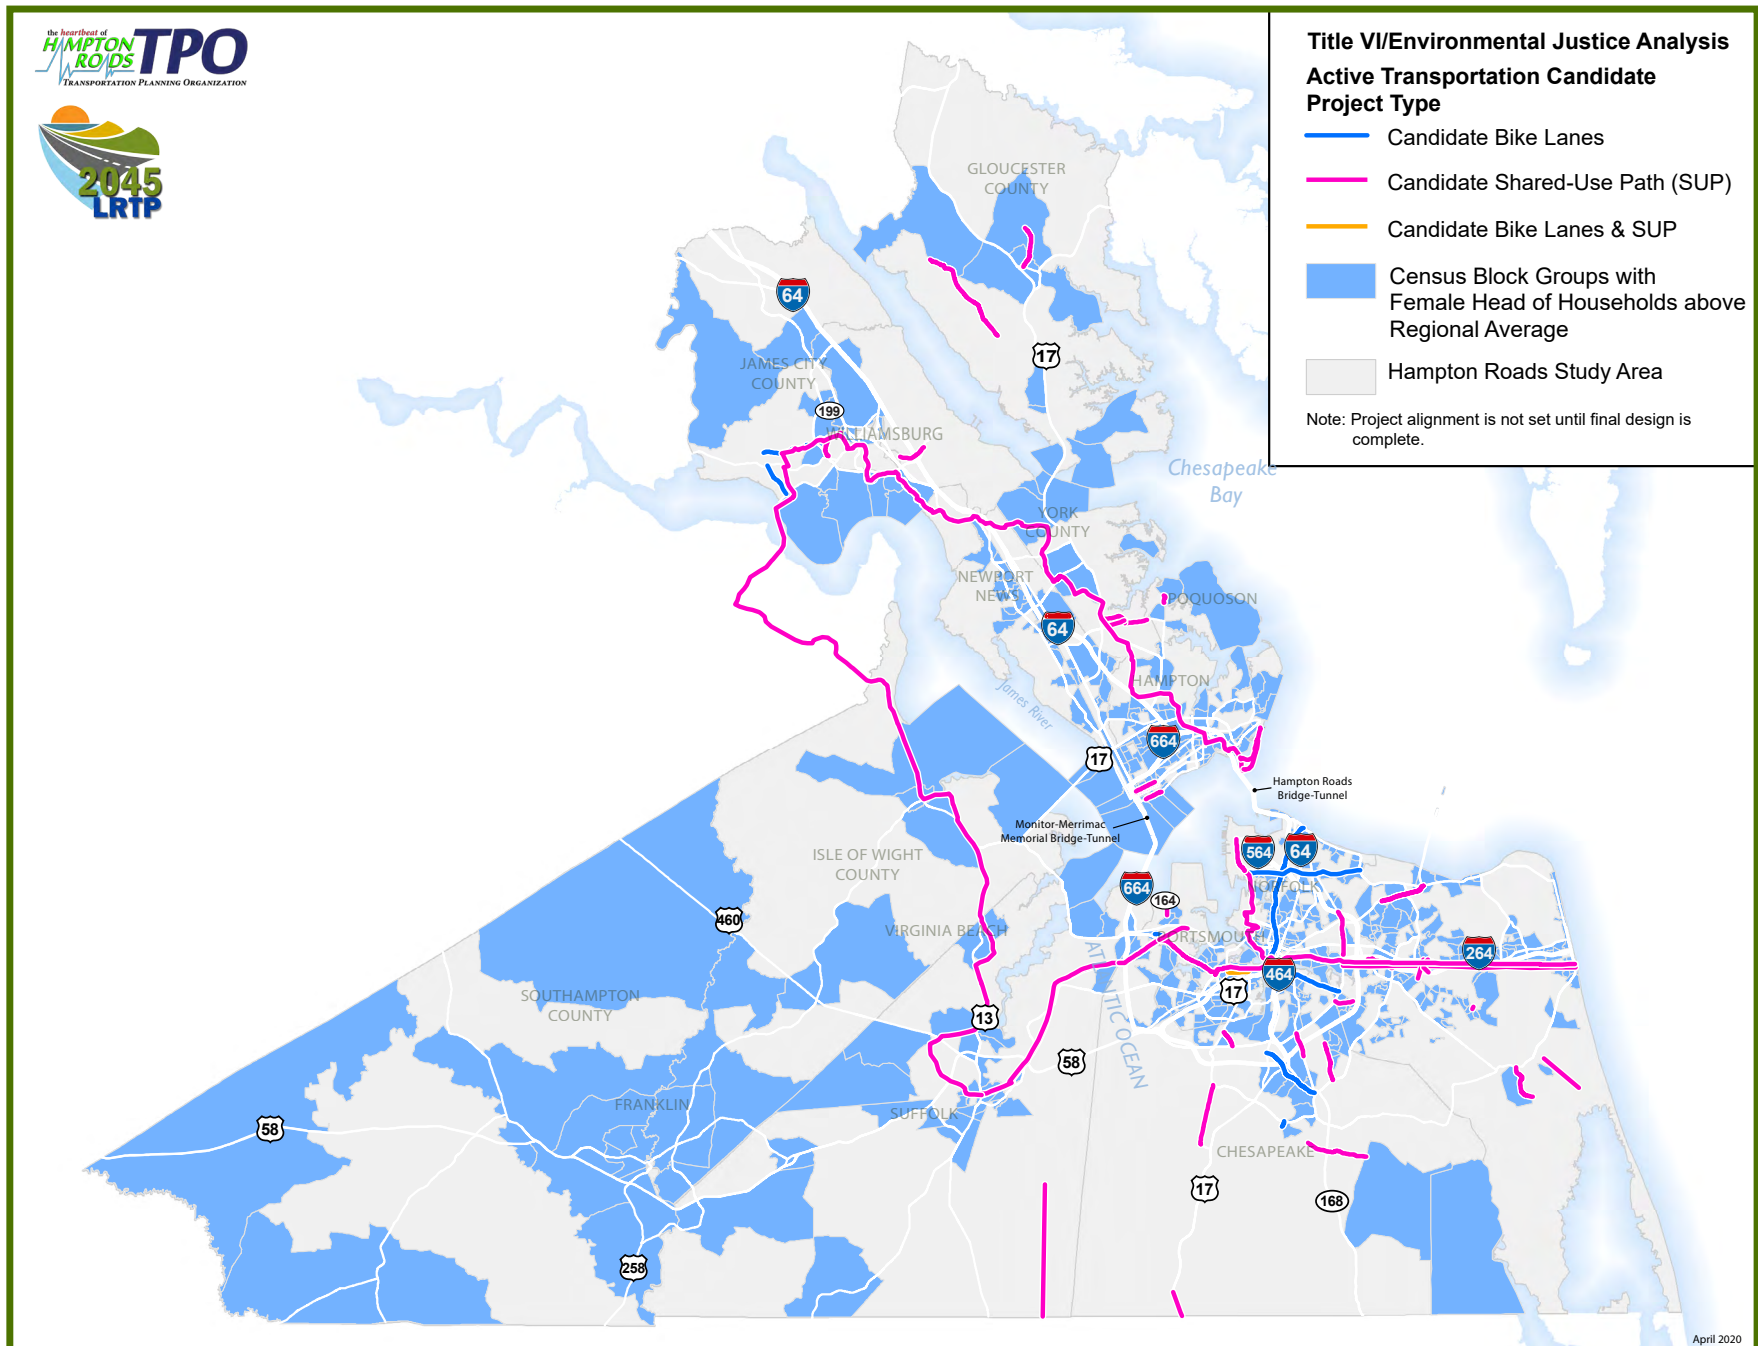 the heartbeat of
HAMPTON
ROADS
TPO
TRANSPORTATION PLANNING ORGANIZATION
2045
LRTP
Title VI/Environmental Justice Analysis
Active Transportation Candidate
Project Type
Candidate Bike Lanes
Candidate Shared-Use Path (SUP)
Candidate Bike Lanes & SUP
Census Block Groups with
Female Head of Households above
Regional Average
Hampton Roads Study Area
Note: Project alignment is not set until final design is
complete.
GLOUCESTER
COUNTY
64
17
JAMES CITY
COUNTY
199
WILLIAMSBURG
Chesapeake
Bay
YORK
COUNTY
NEWPORT
NEWS
POQUOSON
64
HAMPTON
James River
664
17
Hampton Roads
Bridge-Tunnel
Monitor-Merrimac
Memorial Bridge-Tunnel
564
64
ISLE OF WIGHT
COUNTY
664
164
NORFOLK
460
VIRGINIA BEACH
PORTSMOUTH
264
464
ATLANTIC OCEAN
SOUTHAMPTON
COUNTY
17
13
58
FRANKLIN
SUFFOLK
58
CHESAPEAKE
17
168
258
April 2020